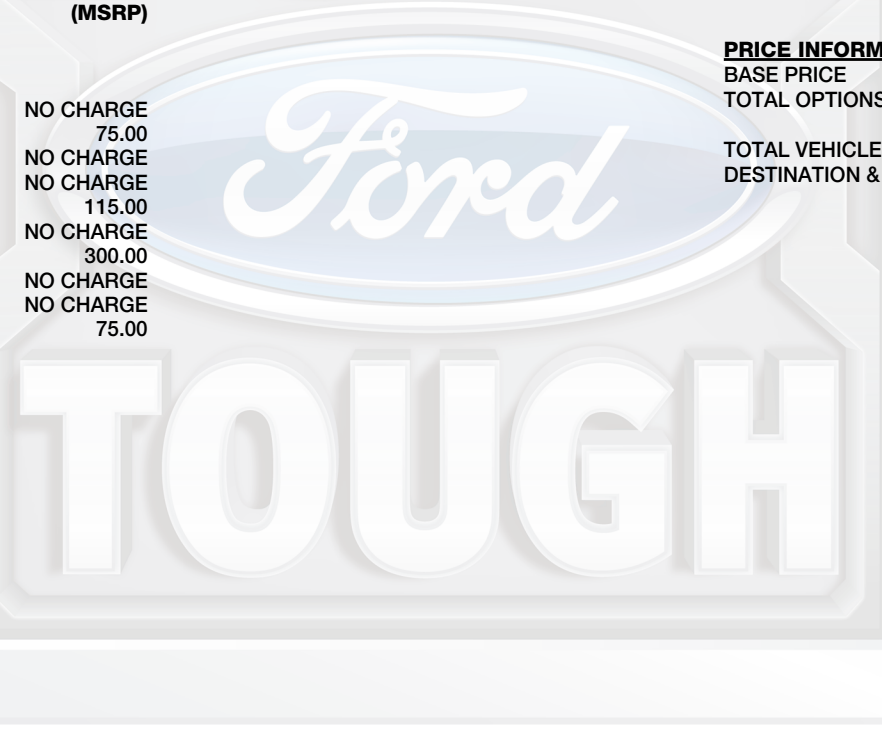 (MSRP)
NO CHARGE
75.00
NO CHARGE
NO CHARGE
115.00
NO CHARGE
300.00
NO CHARGE
NO CHARGE
75.00
PRICE INFORM
BASE PRICE
TOTAL OPTIONS
TOTAL VEHICLE
DESTINATION &
Ford
TOUGH